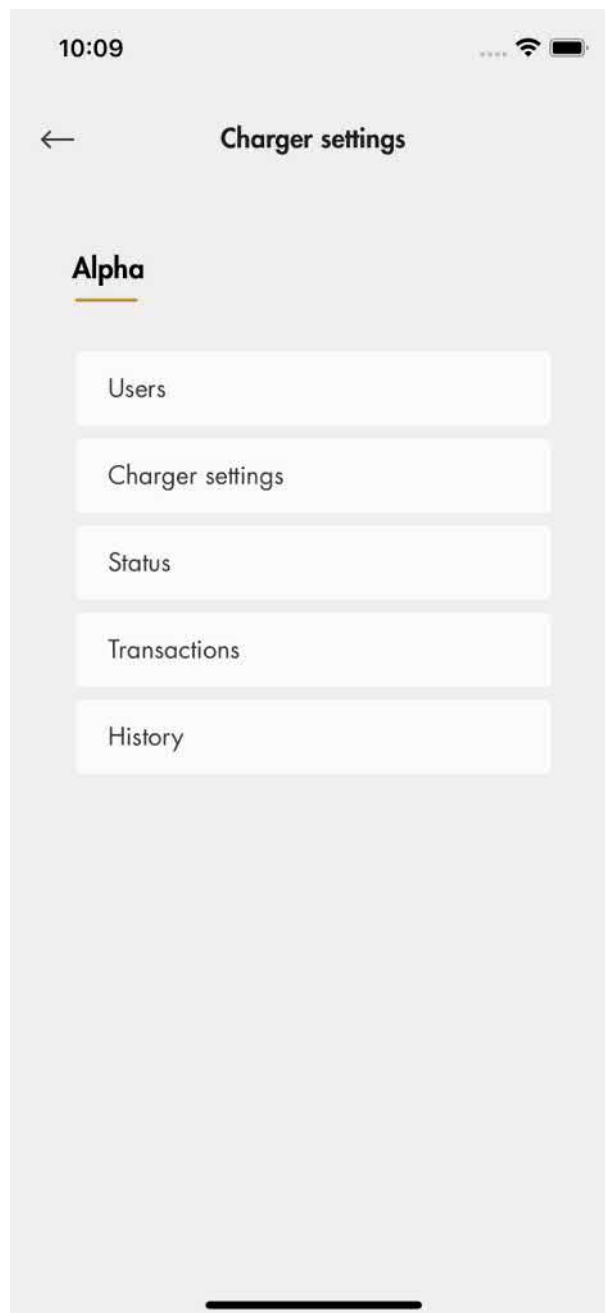 10:09
Charger settings
Alpha
Users
Charger settings
Status
Transactions
History